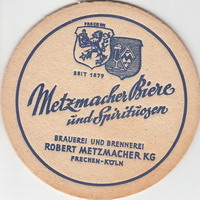 FRECHEN
SEIT 1879
Metzmacher Biere
und Spirituosen
BRAUEREI UND BRENNEREI
ROBERT METZMACHER KG
FRECHEN-KÖLN